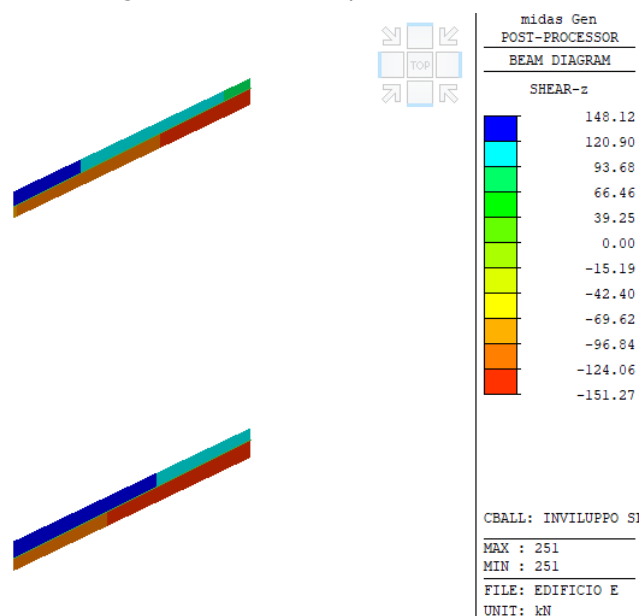 midas Gen
POST-PROCESSOR
BEAM DIAGRAM
SHEAR-z
148.12
120.90
93.68
66.46
39.25
0.00
-15.19
-42.40
-69.62
-96.84
-124.06
-151.27
TOP
CBALL: INVILUPPO
MAX : 251
MIN : 251
FILE: EDIFICIO E
UNIT: kN